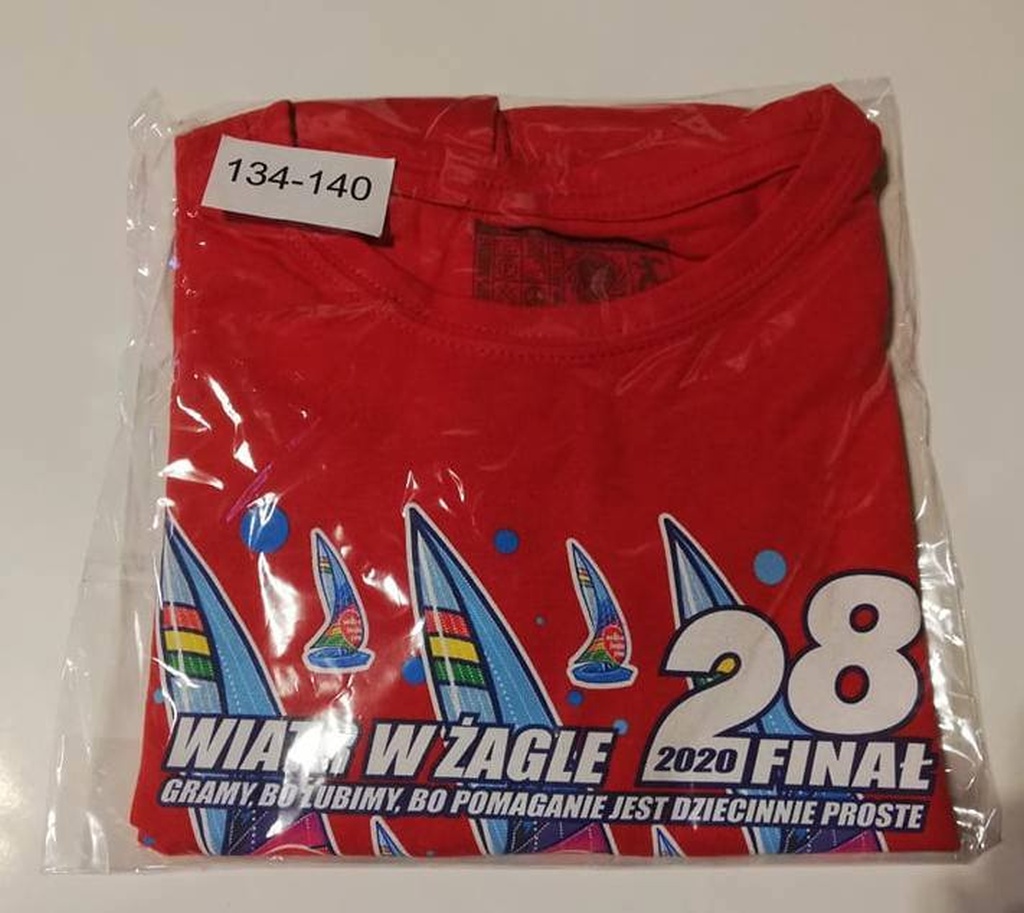 134-140
28
WIATR W ŻAGLE
2020 FINAŁ
GRAMY, BO LUBIMY, BO POMAGANIE JEST DZIECINNIE PROSTE